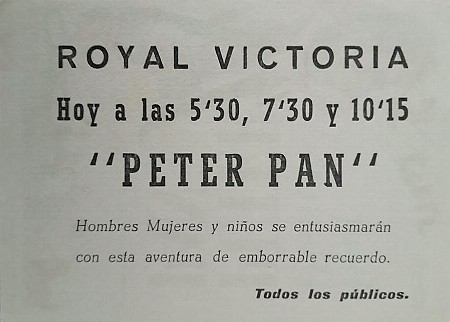 ROYAL VICTORIA
Hoy a las 5'30, 7'30 y 10'15
"PETER PAN"
Hombres Mujeres y niños se entusiasmarán
con esta aventura de emborrable recuerdo.
Todos los públicos.